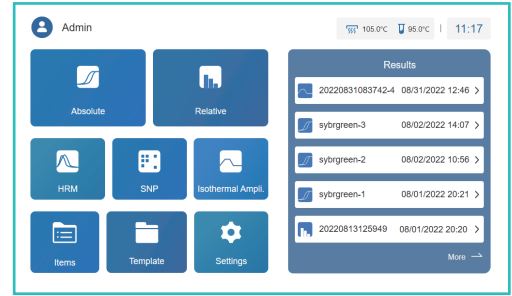 Admin
105.0°C 95.0°C 11:17
Absolute
Relative
HRM
SNP
Isothermal Ampli.
Items
Template
Settings
Results
20220831083742-4 08/31/2022 12:46
sybrgreen-3 08/02/2022 14:07
sybrgreen-2 08/02/2022 10:56
sybrgreen-1 08/01/2022 20:21
20220813125949 08/01/2022 20:20
More